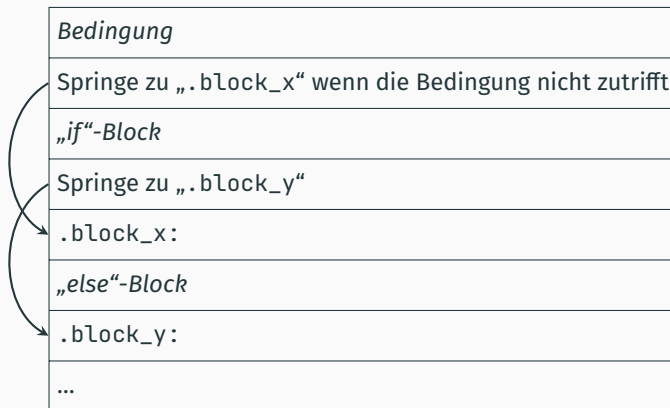 Bedingung
Springe zu „.block_x“ wenn die Bedingung nicht zutrifft
„if“-Block
Springe zu „.block_y“
.block_x:
„else“-Block
.block_y:
...